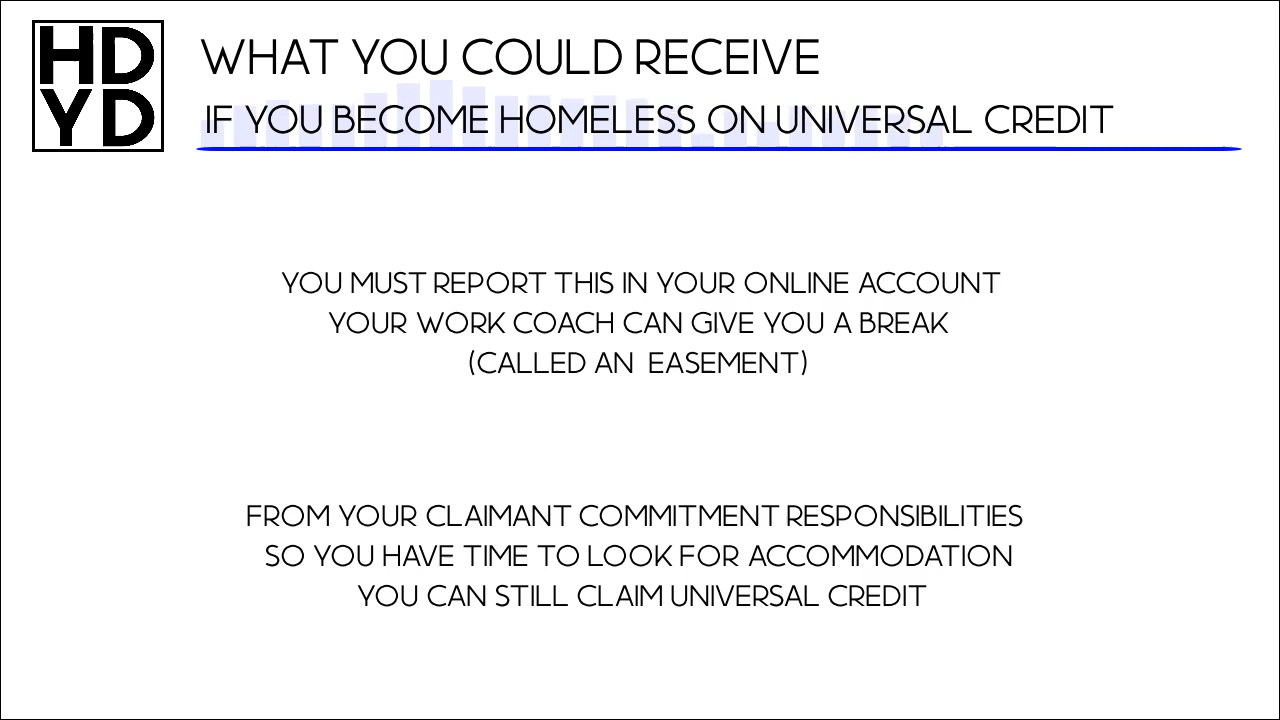 HD
YD
WHAT YOU COULD RECEIVE
IF YOU BECOME HOMELESS ON UNIVERSAL CREDIT
YOU MUST REPORT THIS IN YOUR ONLINE ACCOUNT
YOUR WORK COACH CAN GIVE YOU A BREAK
(CALLED AN EASEMENT)
FROM YOUR CLAIMANT COMMITMENT RESPONSIBILITIES
SO YOU HAVE TIME TO LOOK FOR ACCOMMODATION
YOU CAN STILL CLAIM UNIVERSAL CREDIT